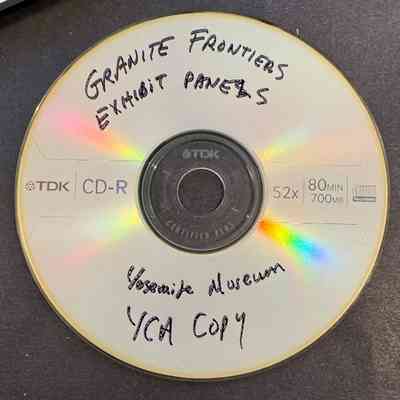 GRANITE FRONTIERS
EXHIBIT PANELS
TDK
TDK CD-R
52x 80MIN
700MB
Yosemite Museum
YCA COPY